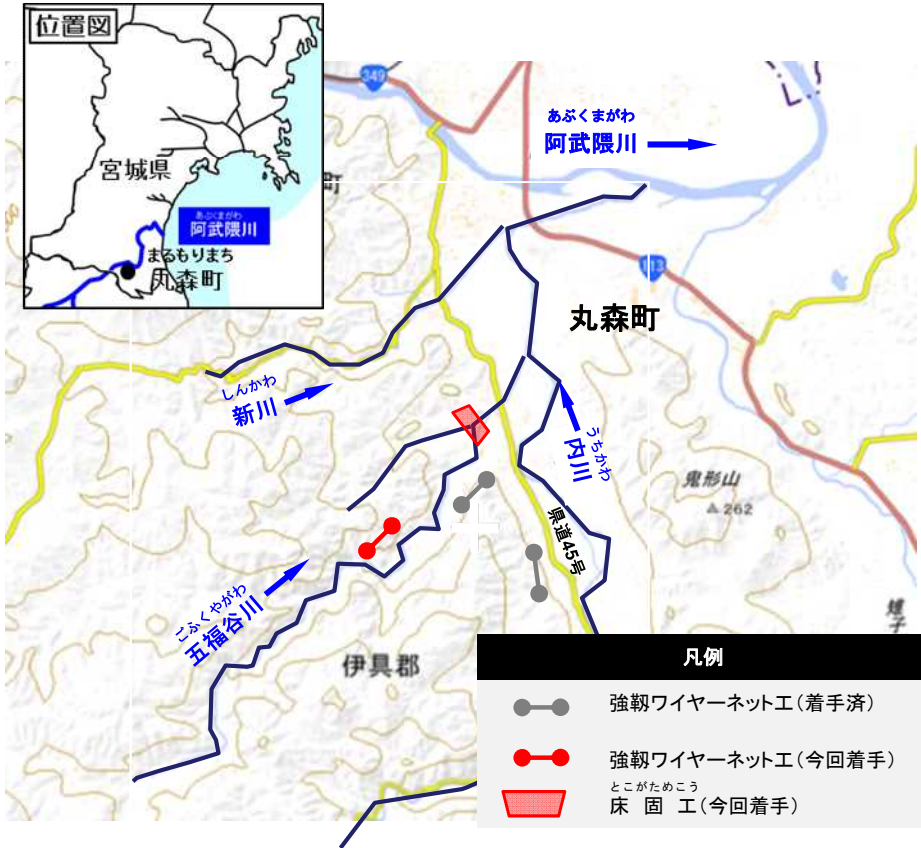 位置図
宮城県
あぶくまがわ
阿武隈川
まるもりまち
丸森町
349
あぶくまがわ
阿武隈川
町
113
丸森町
しんかわ
新川
うちかわ
内川
鬼形山
262
県道45号
ごふくやがわ
五福谷川
伊具郡
雉子
凡例
強靱ワイヤーネット工(着手済)
強靱ワイヤーネット工(今回着手)
とこがためこう
床 固 工(今回着手)